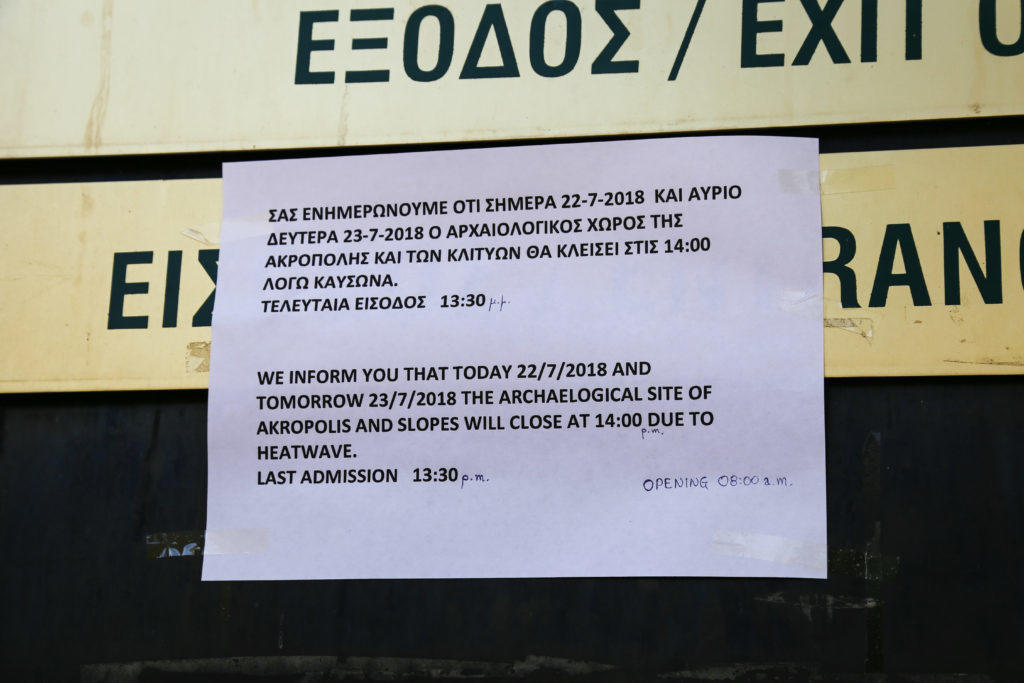 ΕΞΟΔΟΣ / EXIT
ΣΑΣ ΕΝΗΜΕΡΩΝΟΥΜΕ ΟΤΙ ΣΗΜΕΡΑ 22-7-2018 ΚΑΙ ΑΥΡΙΟ
ΔΕΥΤΕΡΑ 23-7-2018 Ο ΑΡΧΑΙΟΛΟΓΙΚΟΣ ΧΩΡΟΣ ΤΗΣ
ΑΚΡΟΠΟΛΗΣ ΚΑΙ ΤΩΝ ΚΛΙΤΥΩΝ ΘΑ ΚΛΕΙΣΕΙ ΣΤΙΣ 14:00
ΛΟΓΩ ΚΑΥΣΩΝΑ.
ΤΕΛΕΥΤΑΙΑ ΕΙΣΟΔΟΣ 13:30 μ.μ.
ΕΙΣ RANC
WE INFORM YOU THAT TODAY 22/7/2018 AND
TOMORROW 23/7/2018 THE ARCHAELOGICAL SITE OF
AKROPOLIS AND SLOPES WILL CLOSE AT 14:00 p.m. DUE TO
HEATWAVE.
LAST ADMISSION 13:30 p.m.
OPENING 08:00 a.m.